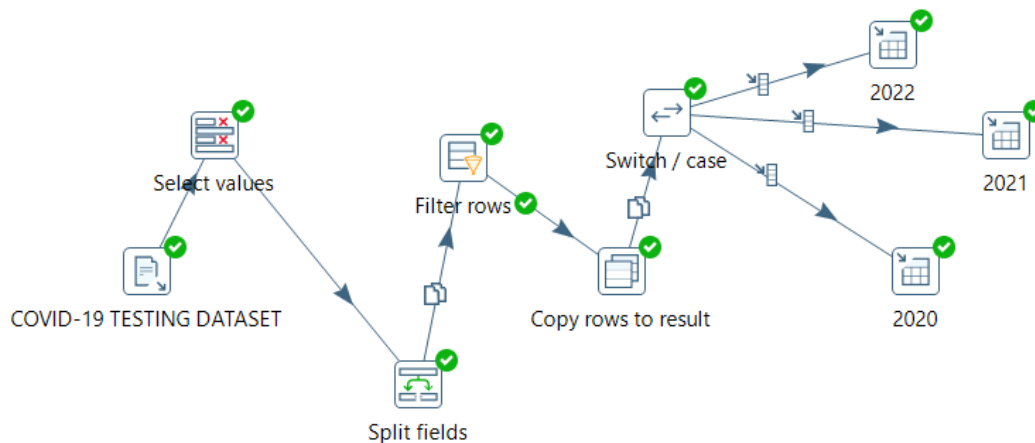 2022
Select values
Switch / case
2021
Filter rows
COVID-19 TESTING DATASET
Copy rows to result
2020
Split fields